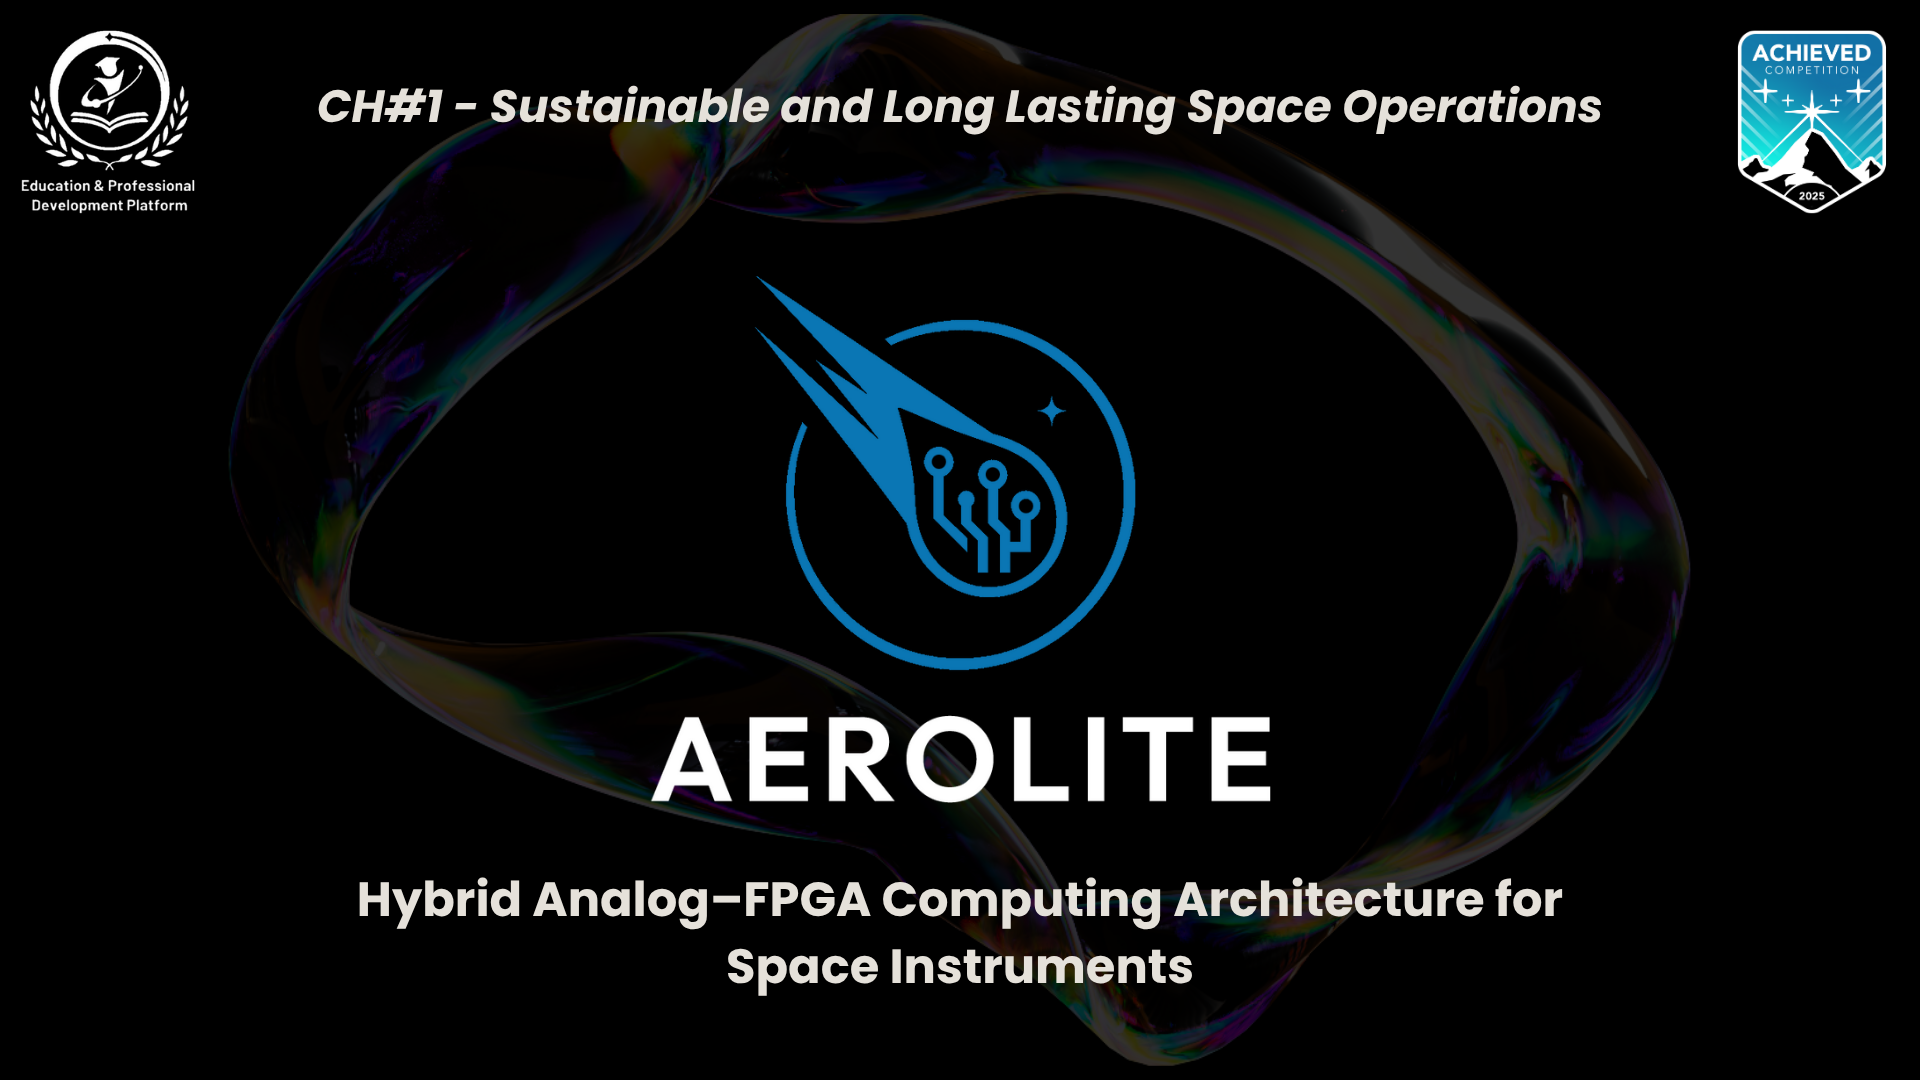 CH#1 - Sustainable and Long Lasting Space Operations
Education & Professional
Development Platform
ACHIEVED
COMPETITION
2025
AEROLITE
Hybrid Analog–FPGA Computing Architecture for
Space Instruments